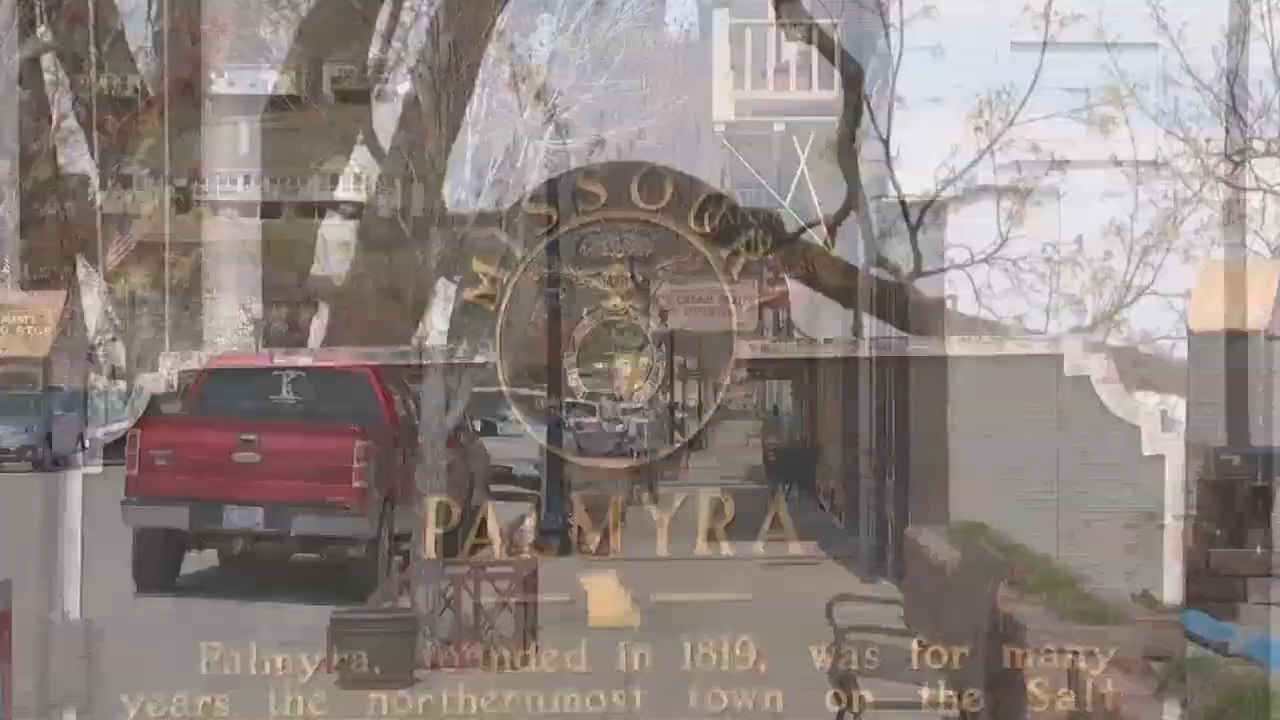 MISSOURI
PALMYRA
Palmyra, founded in 1819, was for many
years the northernmost town on the Salt